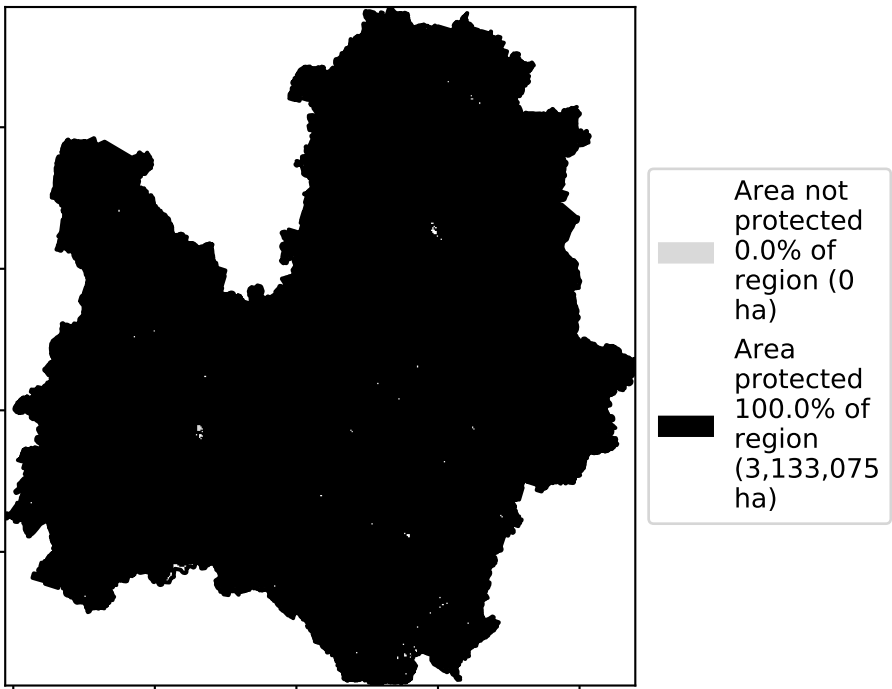 Area not
protected
0.0% of
region (0
ha)
Area
protected
100.0% of
region
(3,133,075
ha)